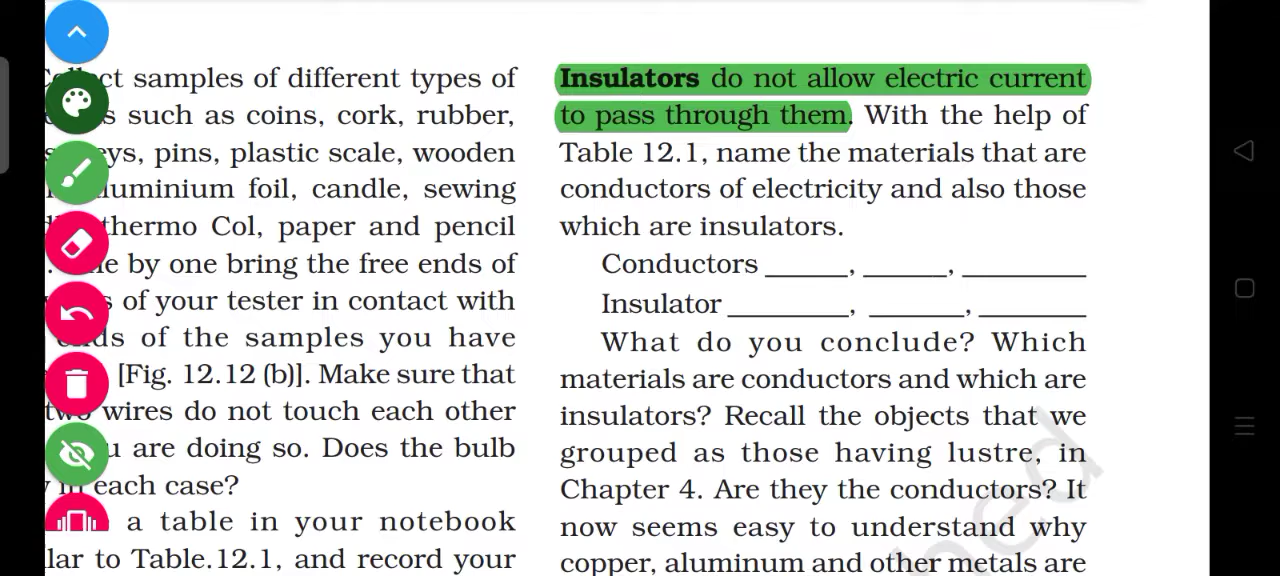 samples of different types of
such as coins, cork, rubber,
pins, plastic scale, wooden
foil, candle, sewing
thermo Col, paper and pencil
by one bring the free ends of
of your tester in contact with
of the samples you have
[Fig. 12.12 (b)]. Make sure that
wires do not touch each other
are doing so. Does the bulb
each case?
a table in your notebook
to Table.12.1, and record your
Insulators do not allow electric current
to pass through them. With the help of
Table 12.1, name the materials that are
conductors of electricity and also those
which are insulators.
Conductors ______, ______, _________
Insulator _________, _______, ________
What do you conclude? Which
materials are conductors and which are
insulators? Recall the objects that we
grouped as those having lustre, in
Chapter 4. Are they the conductors? It
now seems easy to understand why
copper, aluminum and other metals are